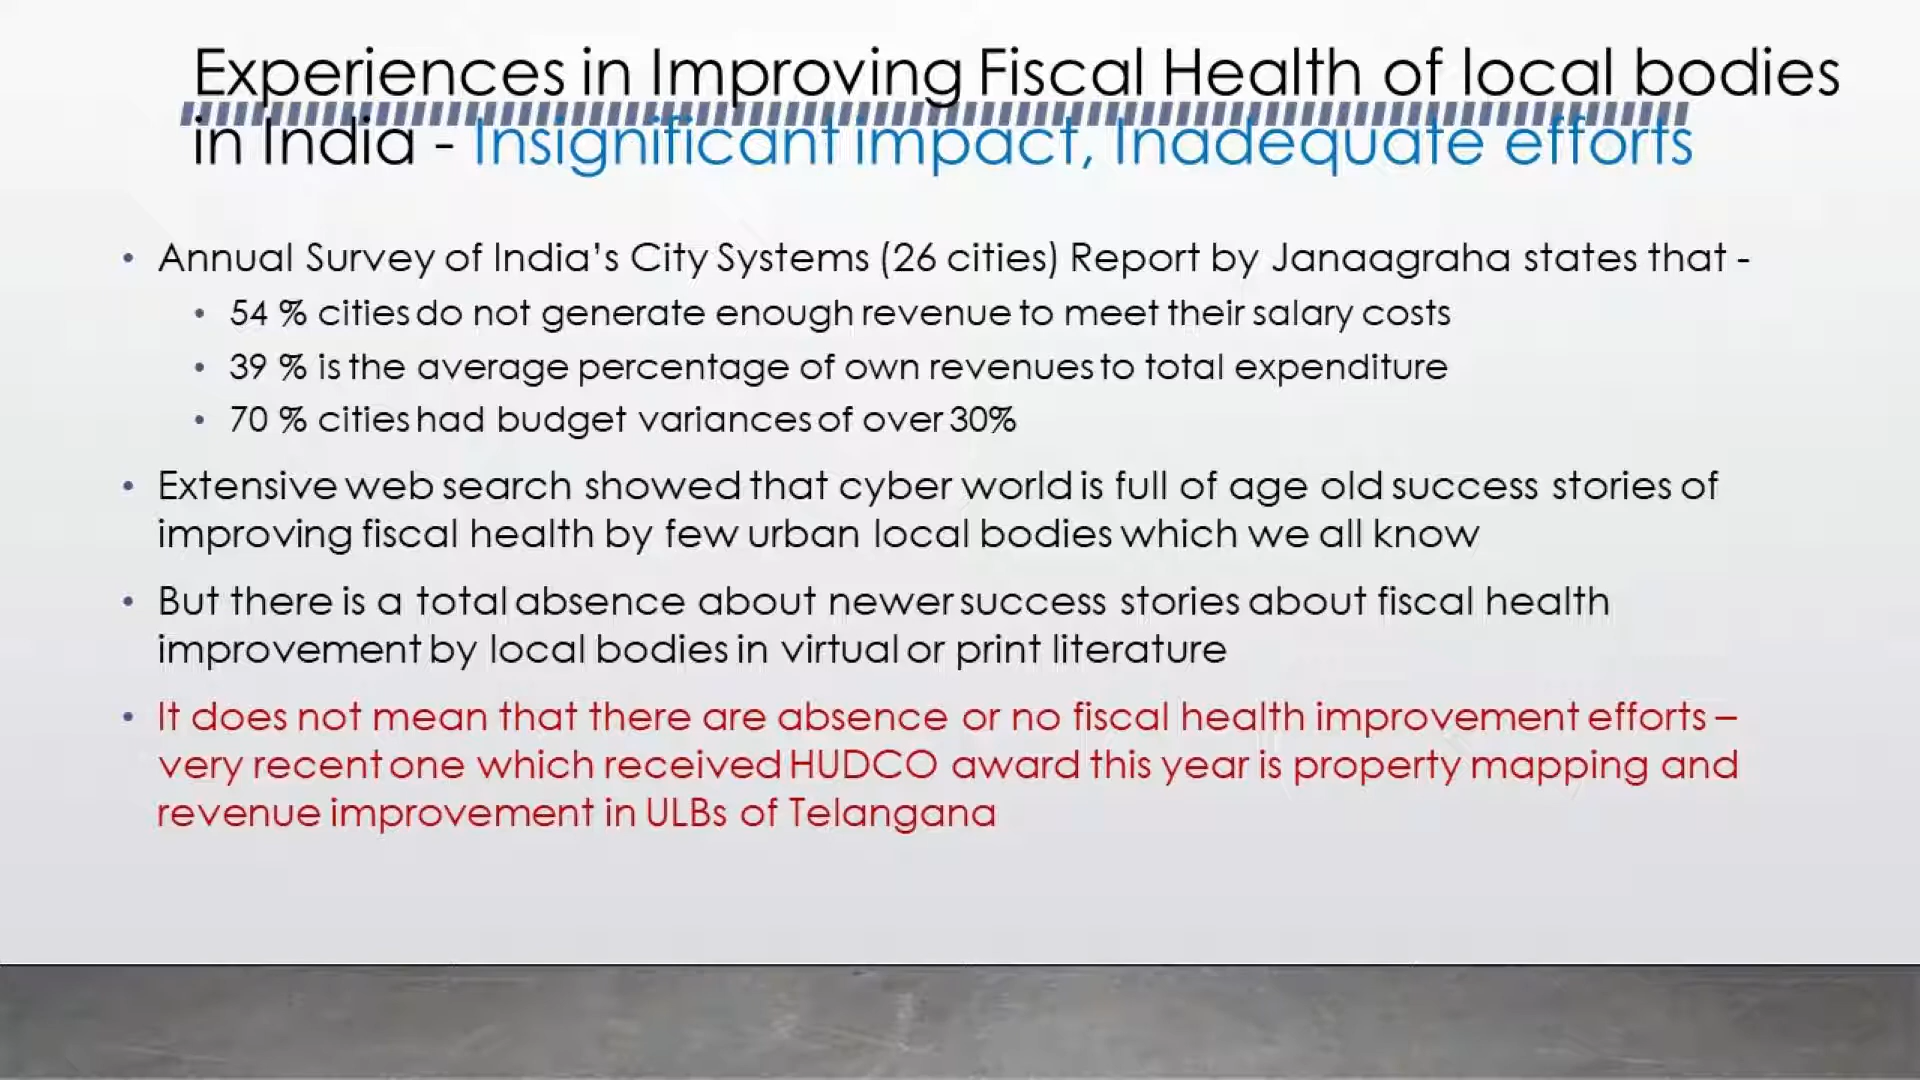 Experiences in Improving Fiscal Health of local bodies
in India - Insignificant impact, Inadequate efforts
• Annual Survey of India's City Systems (26 cities) Report by Janaagraha states that -
• 54 % cities do not generate enough revenue to meet their salary costs
• 39 % is the average percentage of own revenues to total expenditure
• 70 % cities had budget variances of over 30%
• Extensive web search showed that cyber world is full of age old success stories of
improving fiscal health by few urban local bodies which we all know
• But there is a total absence about newer success stories about fiscal health
improvement by local bodies in virtual or print literature
• It does not mean that there are absence or no fiscal health improvement efforts –
very recent one which received HUDCO award this year is property mapping and
revenue improvement in ULBs of Telangana